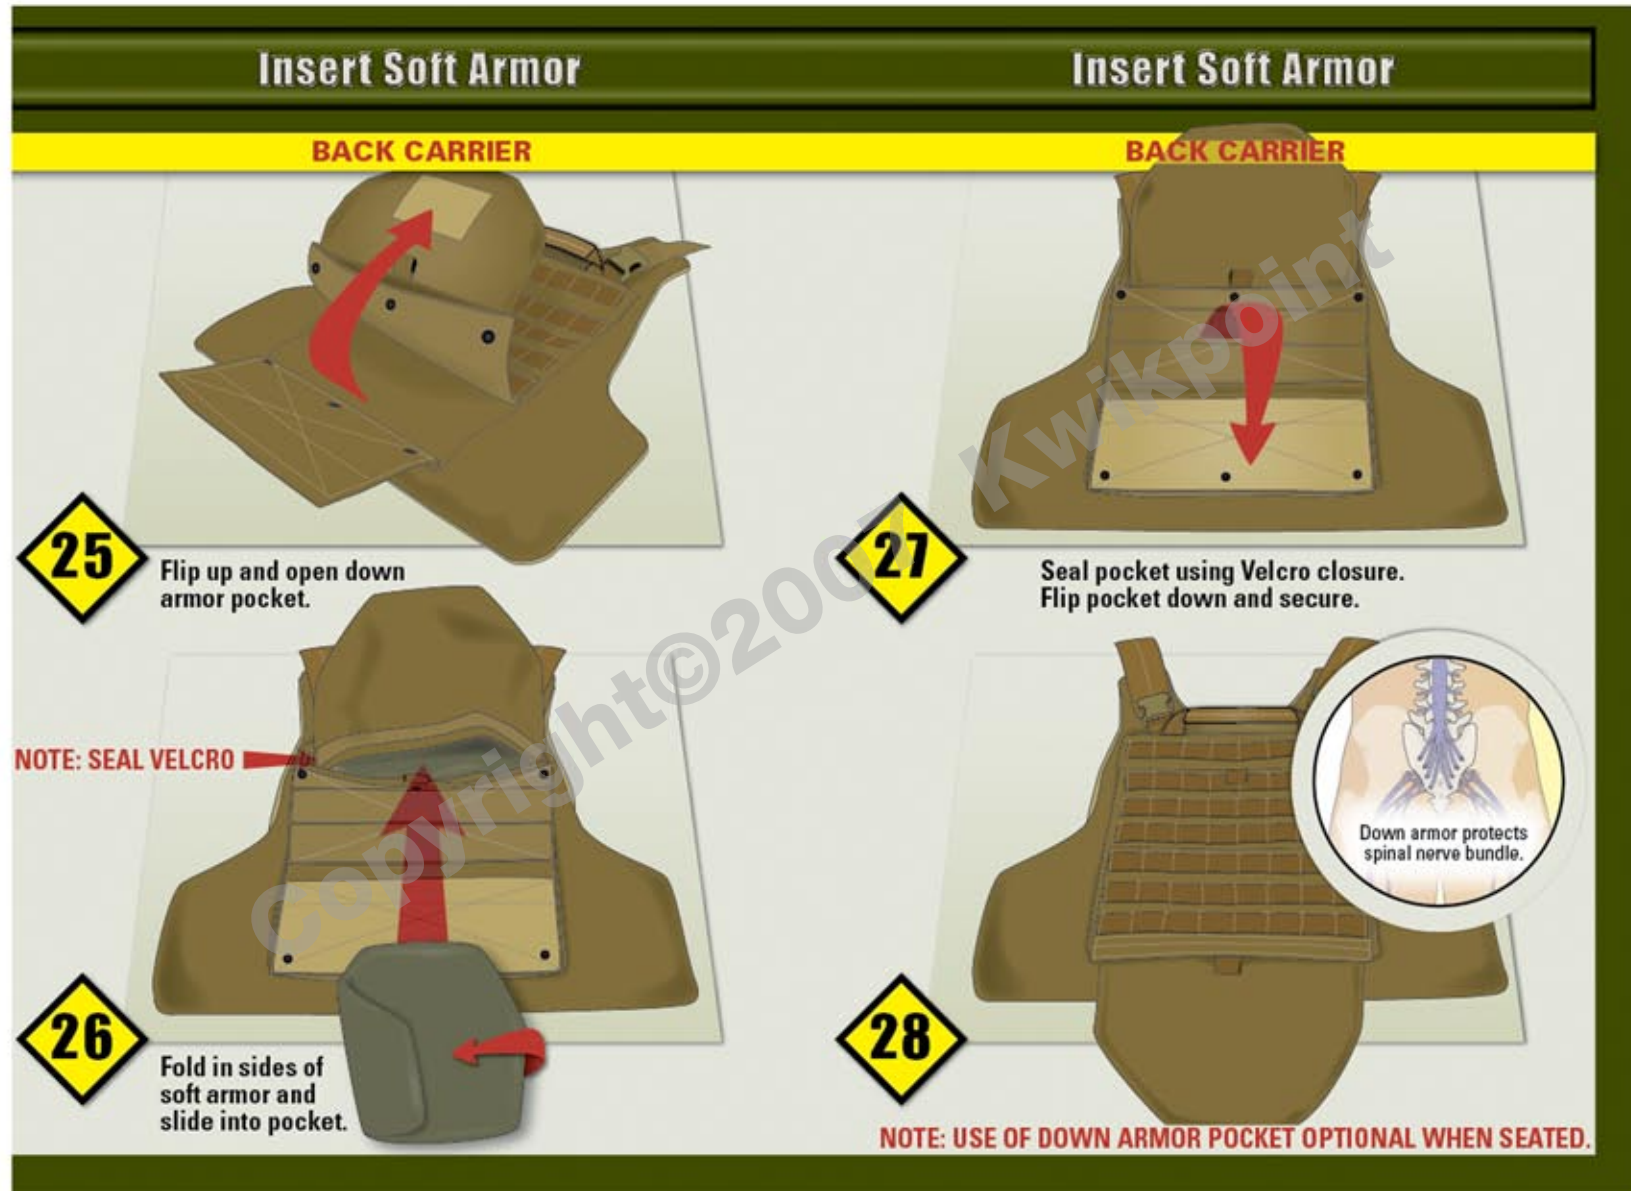 Insert Soft Armor
BACK CARRIER
25
Flip up and open down
armor pocket.
NOTE: SEAL VELCRO
26
Fold in sides of
soft armor and
slide into pocket.
Insert Soft Armor
BACK CARRIER
27
Seal pocket using Velcro closure.
Flip pocket down and secure.
Down armor protects
spinal nerve bundle.
28
NOTE: USE OF DOWN ARMOR POCKET OPTIONAL WHEN SEATED.
Copyright©2007 Kwikpoint